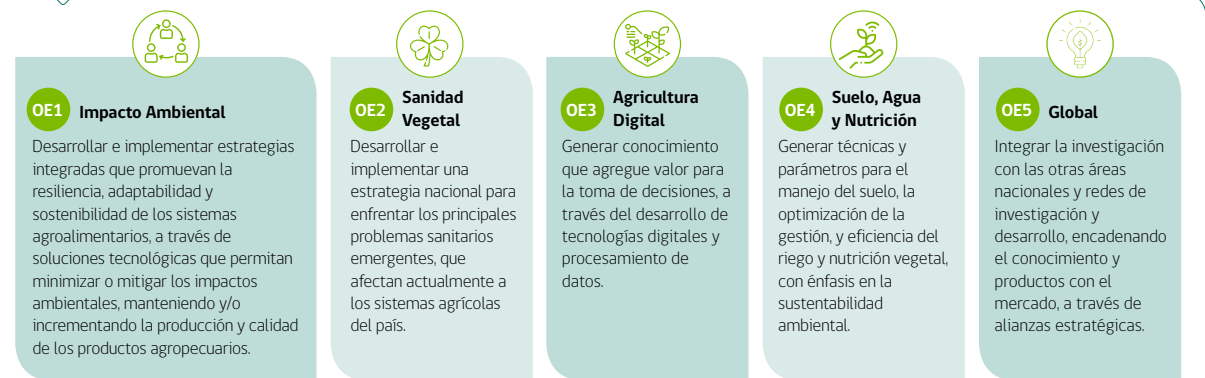 OE1 Impacto Ambiental
Desarrollar e implementar estrategias
integradas que promuevan la
resiliencia, adaptabilidad y
sostenibilidad de los sistemas
agroalimentarios, a través de
soluciones tecnológicas que permitan
minimizar o mitigar los impactos
ambientales, manteniendo y/o
incrementando la producción y calidad
de los productos agropecuarios.
OE2 Sanidad
Vegetal
Desarrollar e
implementar una
estrategia nacional para
enfrentar los principales
problemas sanitarios
emergentes, que
afectan actualmente a
los sistemas agrícolas
del país.
OE3 Agricultura
Digital
Generar conocimiento
que agregue valor para
la toma de decisiones, a
través del desarrollo de
tecnologías digitales y
procesamiento de
datos.
OE4 Suelo, Agua
y Nutrición
Generar técnicas y
parámetros para el
manejo del suelo, la
optimización de la
gestión, y eficiencia del
riego y nutrición vegetal,
con énfasis en la
sustentabilidad
ambiental.
OE5 Global
Integrar la investigación
con las otras áreas
nacionales y redes de
investigación y
desarrollo, encadenando
el conocimiento y
productos con el
mercado, a través de
alianzas estratégicas.